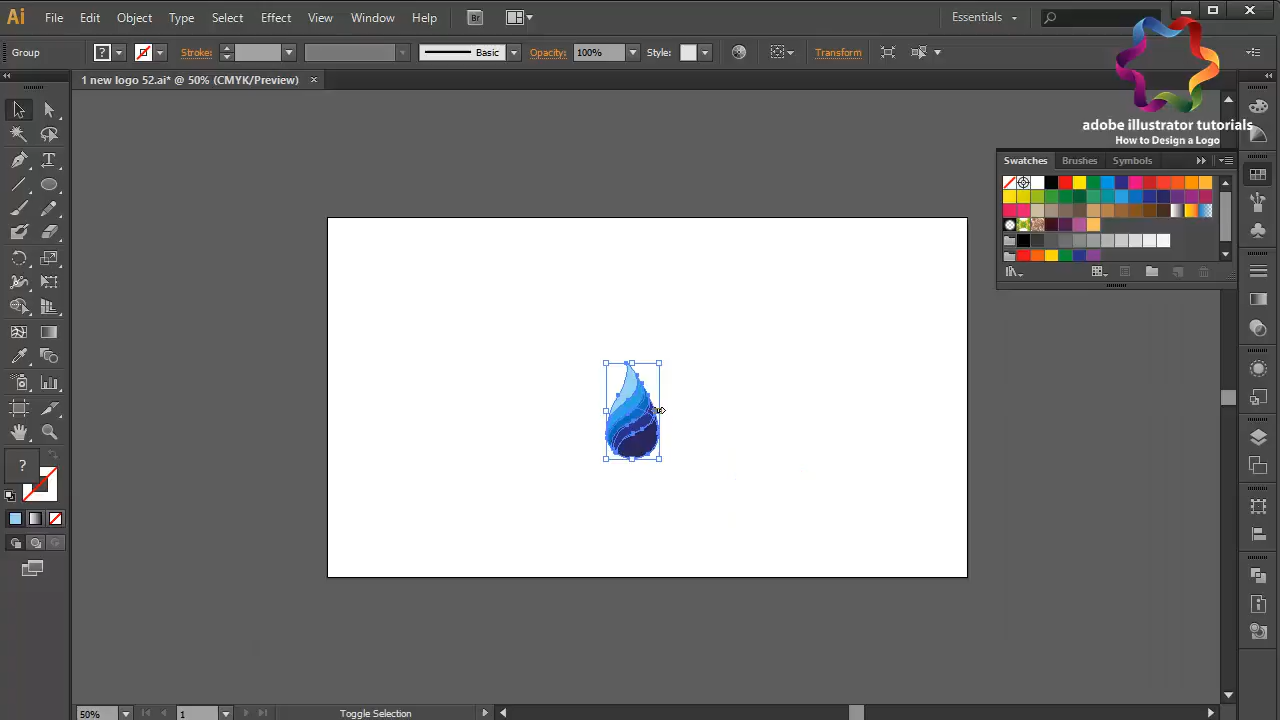 Ai File Edit Object Type Select Effect View Window Help Br Essentials
Group ? Stroke: Basic Opacity: 100% Style: Transform
1 new logo 52.ai* @ 50% (CMYK/Preview)
adobe illustrator tutorials
How to Design a Logo
Swatches Brushes Symbols
T
?
50% 1 Toggle Selection